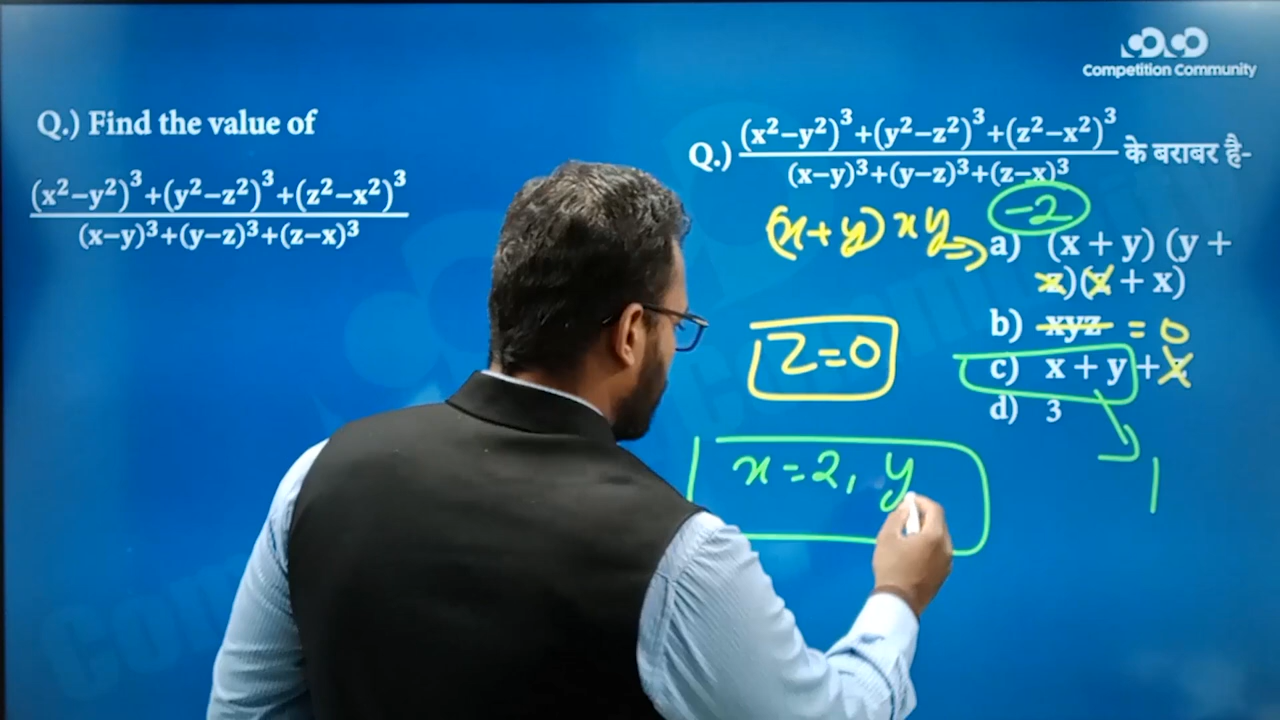 Competition Community
Q.) Find the value of
(x²−y²)³+(y²−z²)³+(z²−x²)³
(x−y)³+(y−z)³+(z−x)³
Q.) (x²−y²)³+(y²−z²)³+(z²−x²)³ के बराबर है-
(x−y)³+(y−z)³+(z−x)³
-2
(x+y) xy ⇒
a) (x + y) (y +
z)(z + x)
b) xyz = 0
z=0
c) x + y + z
d) 3
1
x=2, y